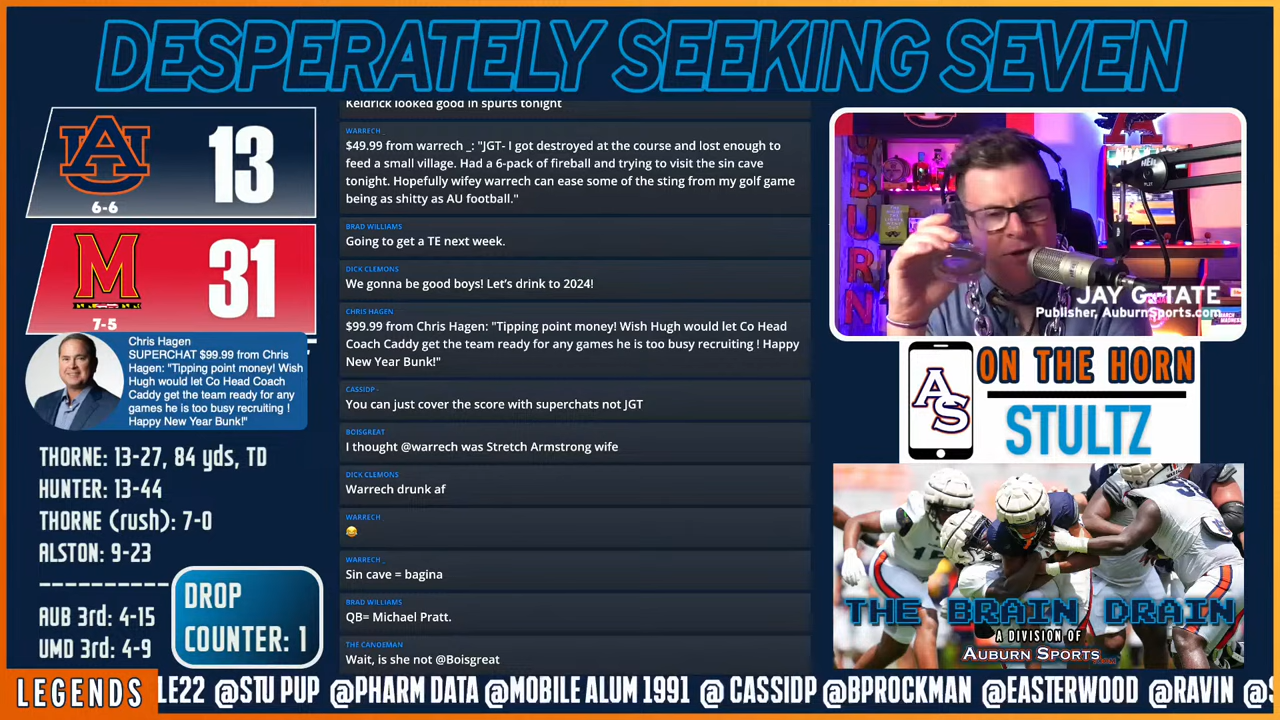 DESPERATELY SEEKING SEVEN
13
6-6
M
31
7-5
Chris Hagen
SUPERCHAT $99.99 from Chris
Hagen: "Tipping point money! Wish
Hugh would let Co Head Coach
Caddy get the team ready for any
games he is too busy recruiting !
Happy New Year Bunk!"
THORNE: 13-27, 84 yds, TD
HUNTER: 13-44
THORNE (rush): 7-0
ALSTON: 9-23
----------
AUB 3rd: 4-15
UMD 3rd: 4-9
DROP
COUNTER: 1
Keidrick looked good in spurts tonight
WARRECH _
$49.99 from warrech _: "JGT- I got destroyed at the course and lost enough to
feed a small village. Had a 6-pack of fireball and trying to visit the sin cave
tonight. Hopefully wifey warrech can ease some of the sting from my golf game
being as shitty as AU football."
BRAD WILLIAMS
Going to get a TE next week.
DICK CLEMONS
We gonna be good boys! Let's drink to 2024!
CHRIS HAGEN
$99.99 from Chris Hagen: "Tipping point money! Wish Hugh would let Co Head
Coach Caddy get the team ready for any games he is too busy recruiting ! Happy
New Year Bunk!"
CASSIDP -
You can just cover the score with superchats not JGT
BOISGREAT
I thought @warrech was Stretch Armstrong wife
DICK CLEMONS
Warrech drunk af
WARRECH _
😂
WARRECH _
Sin cave = bagina
BRAD WILLIAMS
QB= Michael Pratt.
THE CANOEMAN
Wait, is she not @Boisgreat
JAY G. TATE
Publisher, AuburnSports.com
AS
ON THE HORN
STULTZ
THE BRAIN DRAIN
A DIVISION OF
AUBURN SPORTS
LEGENDS
LE22 @STU PUP @PHARM DATA @MOBILE ALUM 1991 @ CASSIDP @BPROCKMAN @EASTERWOOD @RAVIN @S